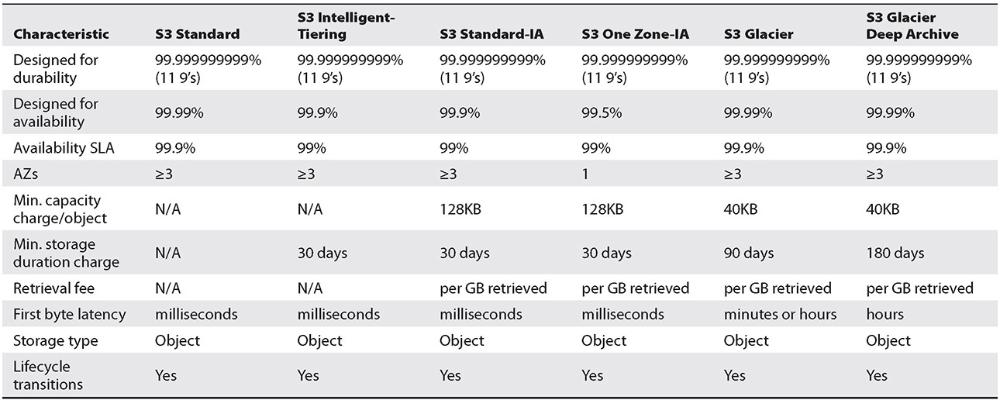 Characteristic S3 Standard S3 Intelligent-Tiering S3 Standard-IA S3 One Zone-IA S3 Glacier S3 Glacier Deep Archive
Designed for durability 99.999999999% (11 9’s) 99.999999999% (11 9’s) 99.999999999% (11 9’s) 99.999999999% (11 9’s) 99.999999999% (11 9’s) 99.999999999% (11 9’s)
Designed for availability 99.99% 99.9% 99.9% 99.5% 99.99% 99.99%
Availability SLA 99.9% 99% 99% 99% 99.9% 99.9%
AZs ≥3 ≥3 ≥3 1 ≥3 ≥3
Min. capacity charge/object N/A N/A 128KB 128KB 40KB 40KB
Min. storage duration charge N/A 30 days 30 days 30 days 90 days 180 days
Retrieval fee N/A N/A per GB retrieved per GB retrieved per GB retrieved per GB retrieved
First byte latency milliseconds milliseconds milliseconds milliseconds minutes or hours hours
Storage type Object Object Object Object Object Object
Lifecycle transitions Yes Yes Yes Yes Yes Yes